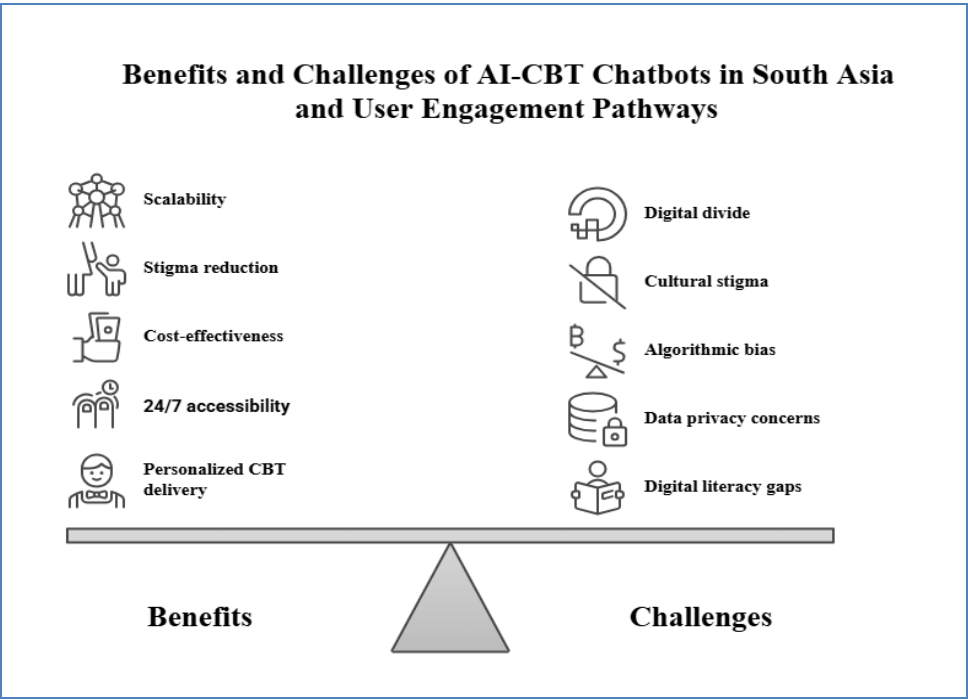 Benefits and Challenges of AI-CBT Chatbots in South Asia
and User Engagement Pathways
Scalability
Stigma reduction
Cost-effectiveness
24/7 accessibility
Personalized CBT
delivery
Digital divide
Cultural stigma
฿
$
Algorithmic bias
Data privacy concerns
Digital literacy gaps
Benefits
Challenges